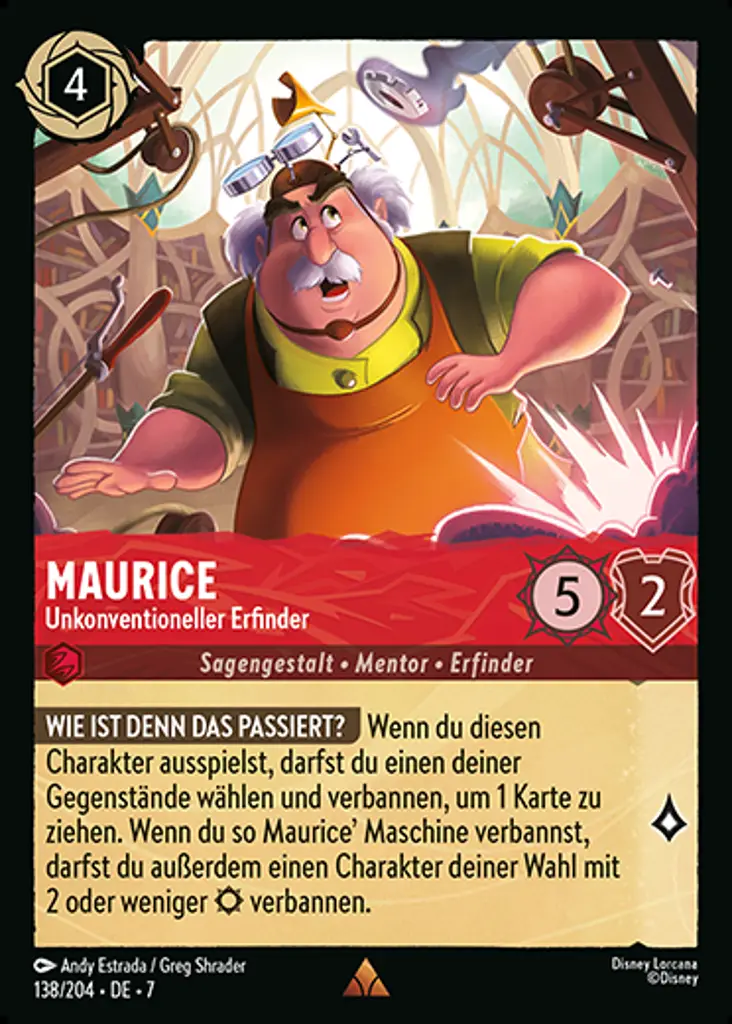 4
MAURICE
Unkonventioneller Erfinder
5
2
Sagengestalt • Mentor • Erfinder
WIE IST DENN DAS PASSIERT? Wenn du diesen
Charakter ausspielst, darfst du einen deiner
Gegenstände wählen und verbannen, um 1 Karte zu
ziehen. Wenn du so Maurice’ Maschine verbannst,
darfst du außerdem einen Charakter deiner Wahl mit
2 oder weniger verbannen.
Andy Estrada / Greg Shrader
138/204 • DE • 7
Disney Lorcana
©Disney